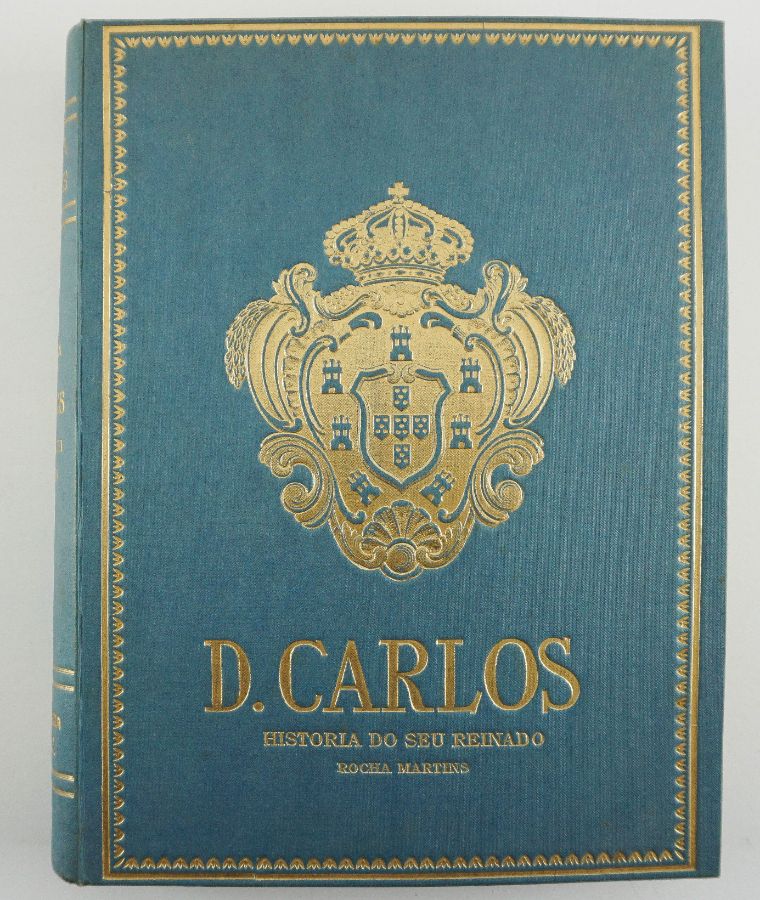 D. CARLOS
HISTORIA DO SEU REINADO
ROCHA MARTINS